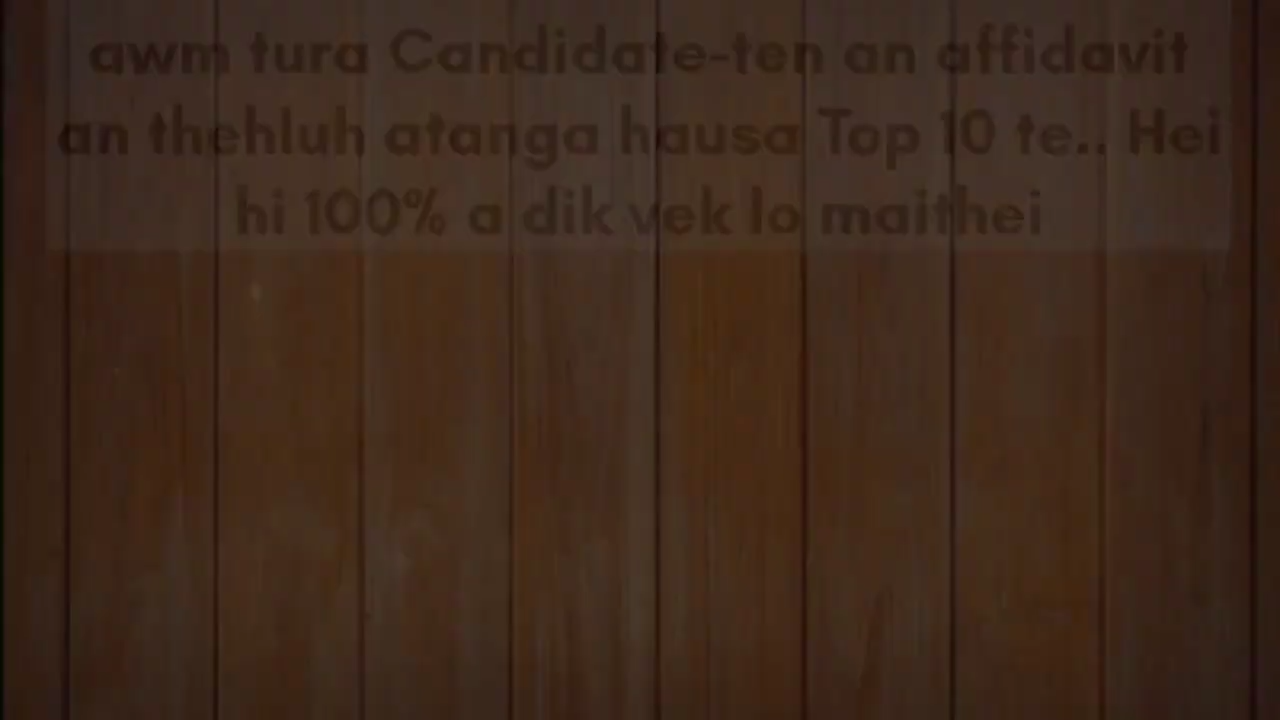 awm tura Candidate-ten an affidavit
an thehluh atanga hausa Top 10 te.. Hei
hi 100% a dik vek lo maithei